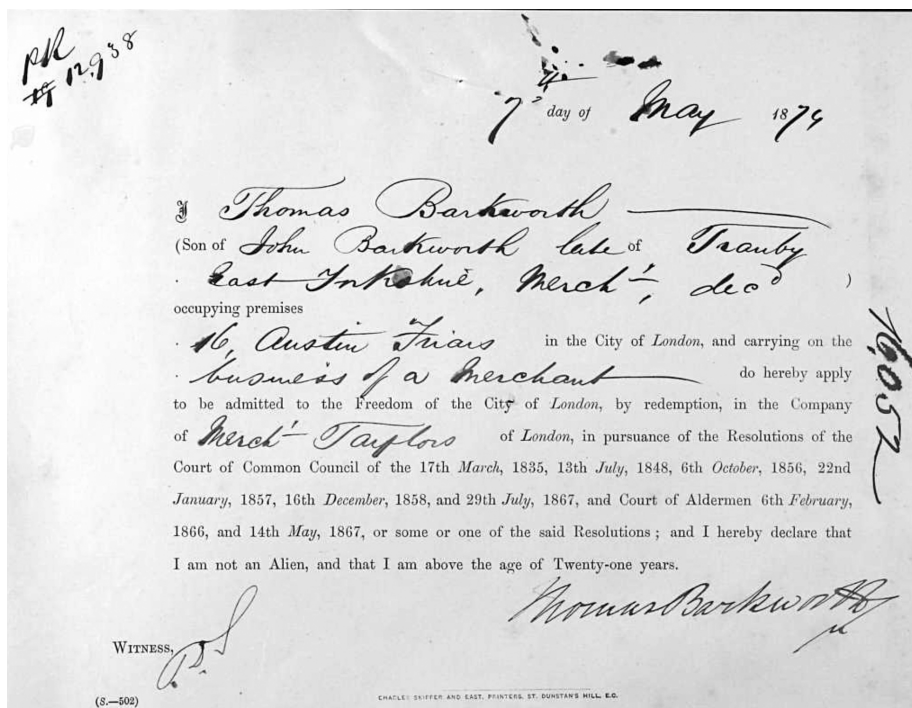 PR
12.938
7 day of May 1874
I Thomas Barkworth
(Son of John Barkworth late of Tranby
East Yorkshire, Mercht, decd )
occupying premises
16, Austin Friars in the City of London, and carrying on the
business of a Merchant do hereby apply
to be admitted to the Freedom of the City of London, by redemption, in the Company
of Mercht Taylors of London, in pursuance of the Resolutions of the
Court of Common Council of the 17th March, 1835, 13th July, 1848, 6th October, 1856, 22nd
January, 1857, 16th December, 1858, and 29th July, 1867, and Court of Aldermen 6th February,
1866, and 14th May, 1867, or some or one of the said Resolutions; and I hereby declare that
I am not an Alien, and that I am above the age of Twenty-one years.
Thomas Barkworth
WITNESS,
(S.—502)
CHARLES SKIPPER AND EAST, PRINTERS, ST. DUNSTAN'S HILL, E.C.
76,052